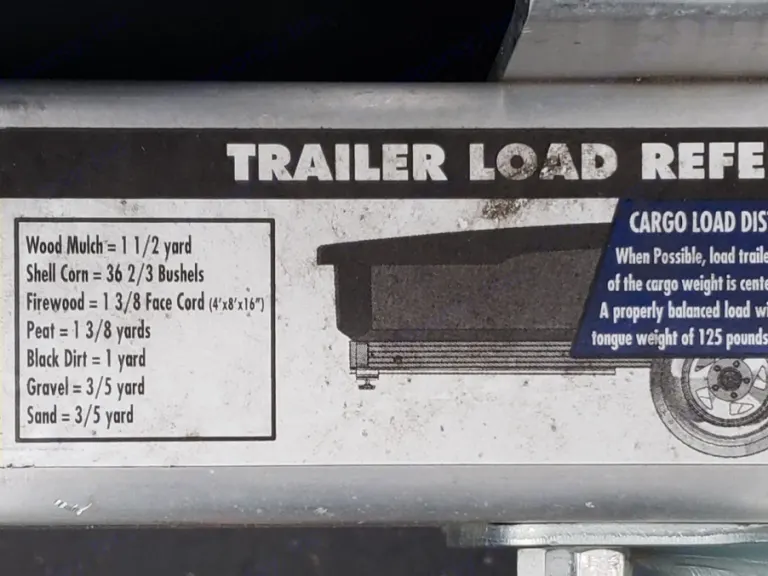 TRAILER LOAD REFE
Wood Mulch = 1 1/2 yard
Shell Corn = 36 2/3 Bushels
Firewood = 1 3/8 Face Cord (4'x8'x16")
Peat = 1 3/8 yards
Black Dirt = 1 yard
Gravel = 3/5 yard
Sand = 3/5 yard
CARGO LOAD DIS
When Possible, load traile
of the cargo weight is cente
A properly balanced load wi
tongue weight of 125 pounds